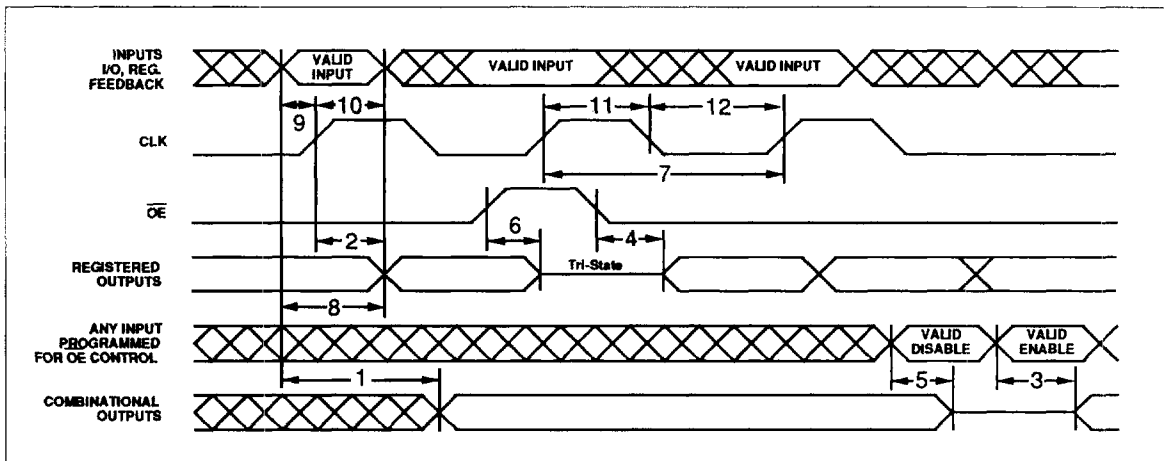 INPUTS
I/O, REG.
FEEDBACK
VALID
INPUT
VALID INPUT
VALID INPUT
9
10
11
12
CLK
7
OE
6
4
2
REGISTERED
OUTPUTS
Tri-State
8
ANY INPUT
PROGRAMMED
FOR OE CONTROL
VALID
DISABLE
VALID
ENABLE
1
5
3
COMBINATIONAL
OUTPUTS